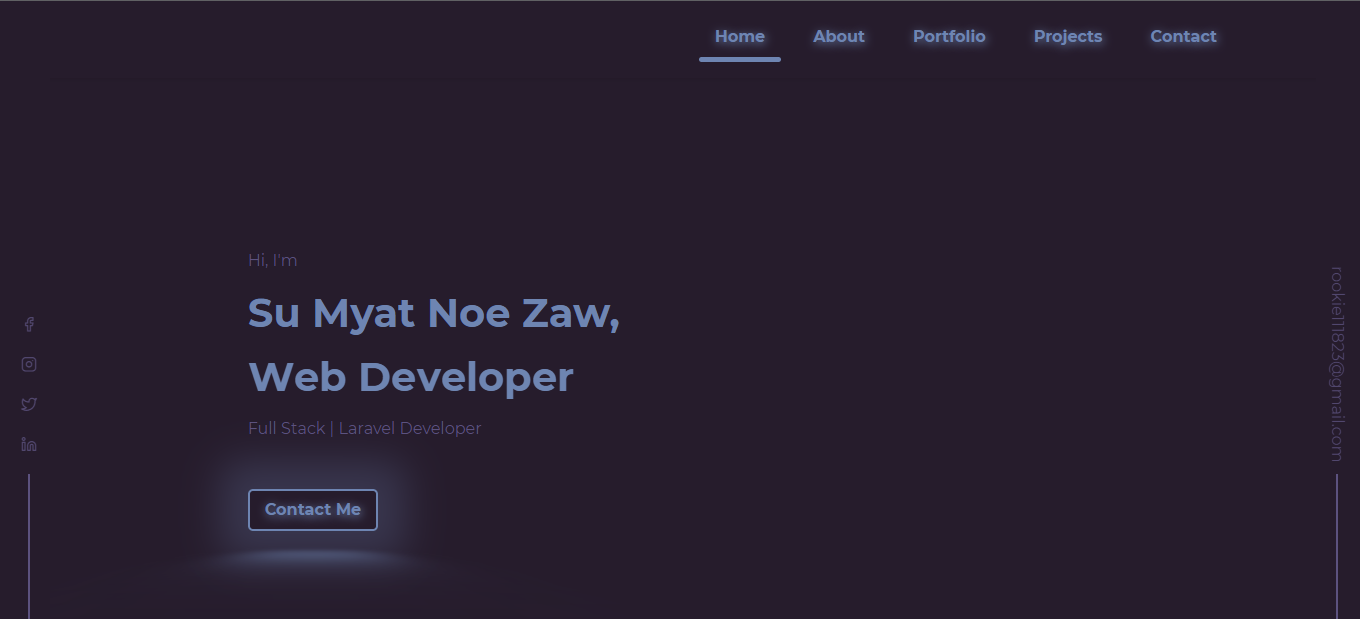 Home About Portfolio Projects Contact
Hi, I'm
Su Myat Noe Zaw,
Web Developer
Full Stack | Laravel Developer
Contact Me
rookie111823@gmail.com